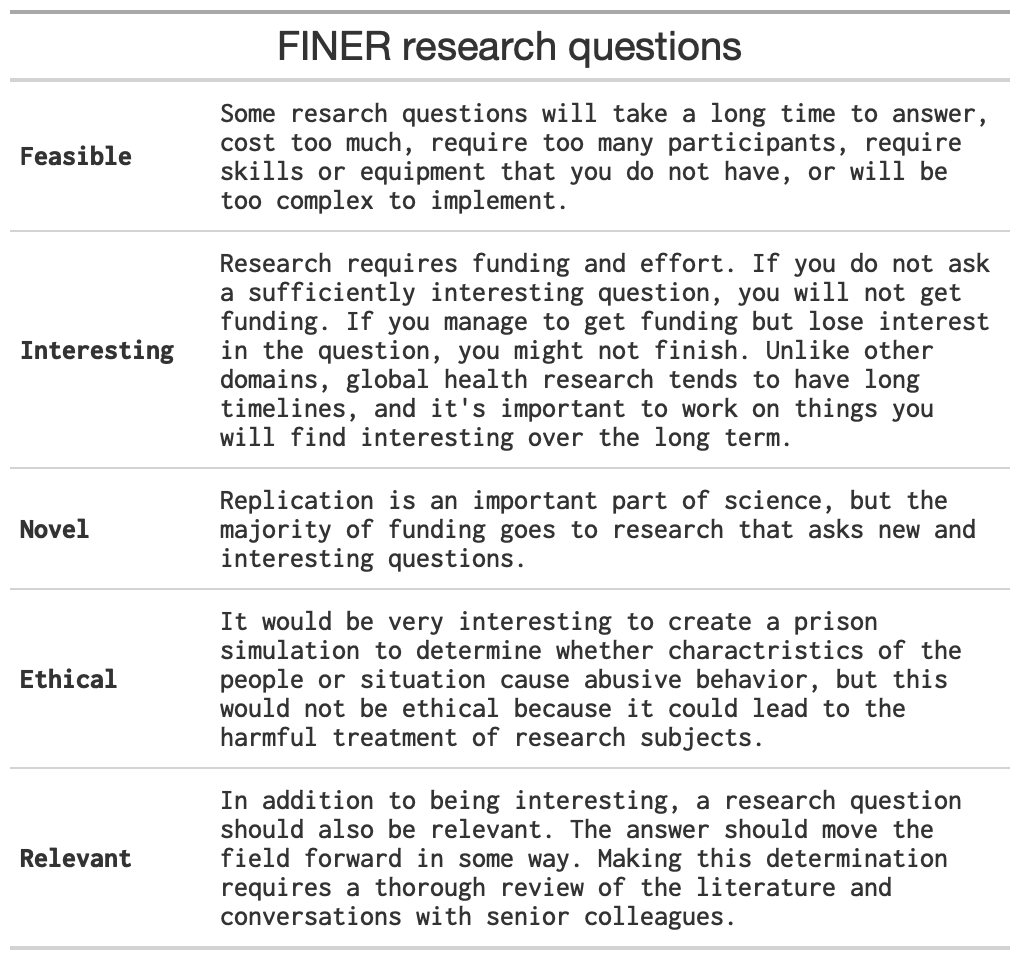 FINER research questions
Feasible
Some resarch questions will take a long time to answer,
cost too much, require too many participants, require
skills or equipment that you do not have, or will be
too complex to implement.
Interesting
Research requires funding and effort. If you do not ask
a sufficiently interesting question, you will not get
funding. If you manage to get funding but lose interest
in the question, you might not finish. Unlike other
domains, global health research tends to have long
timelines, and it's important to work on things you
will find interesting over the long term.
Novel
Replication is an important part of science, but the
majority of funding goes to research that asks new and
interesting questions.
Ethical
It would be very interesting to create a prison
simulation to determine whether charactristics of the
people or situation cause abusive behavior, but this
would not be ethical because it could lead to the
harmful treatment of research subjects.
Relevant
In addition to being interesting, a research question
should also be relevant. The answer should move the
field forward in some way. Making this determination
requires a thorough review of the literature and
conversations with senior colleagues.